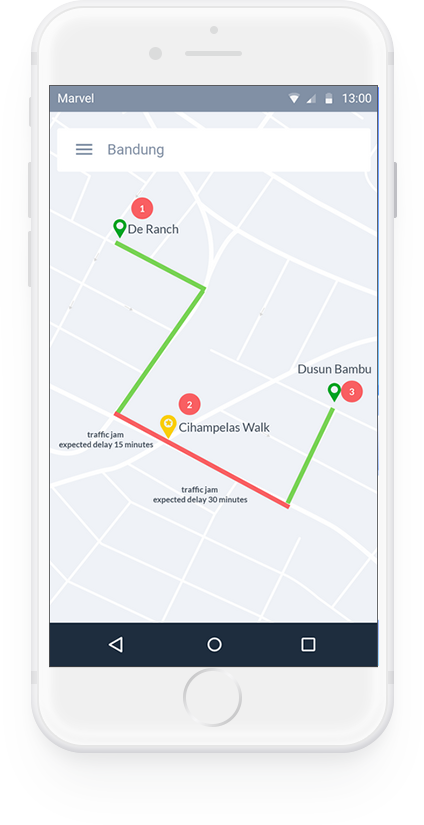 Marvel
13:00
Bandung
1
De Ranch
Dusun Bambu
3
2
Cihampelas Walk
traffic jam
expected delay 15 minutes
traffic jam
expected delay 30 minutes